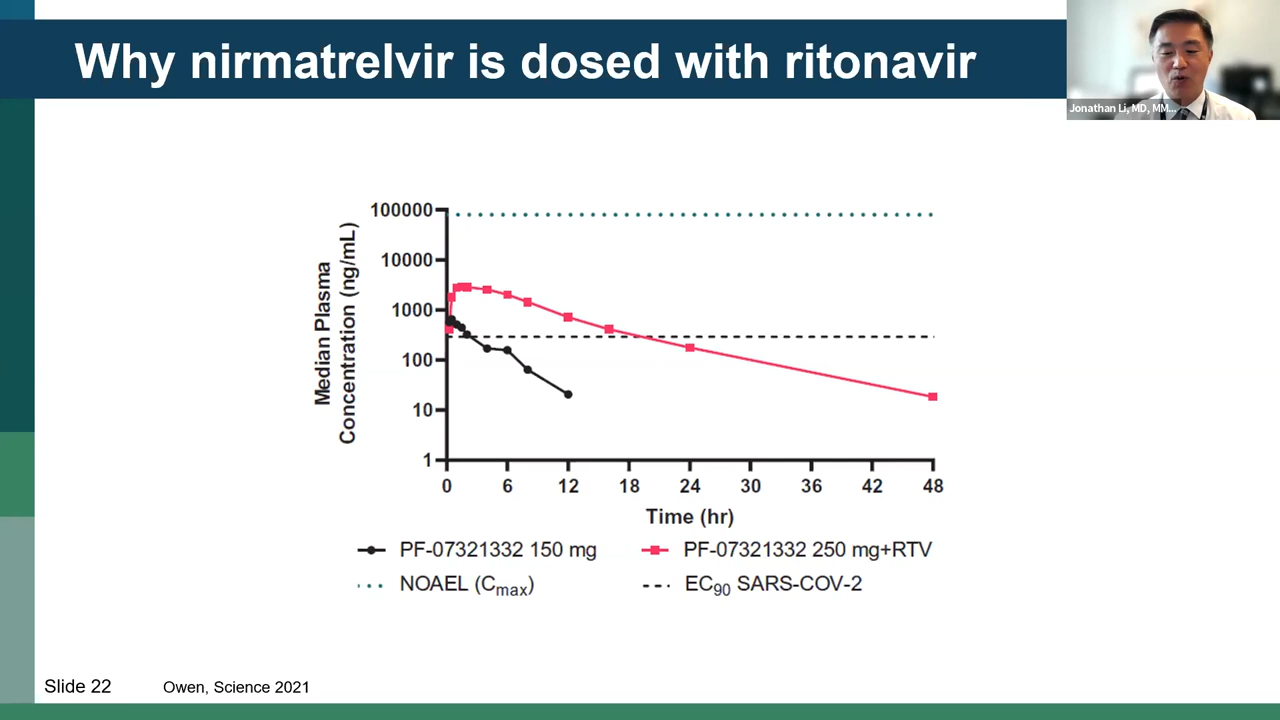 Why nirmatrelvir is dosed with ritonavir
Jonathan Li, MD, MM...
Median Plasma
Concentration (ng/mL)
100000
10000
1000
100
10
1
0 6 12 18 24 30 36 42 48
Time (hr)
PF-07321332 150 mg PF-07321332 250 mg+RTV
NOAEL (Cmax) EC90 SARS-COV-2
Slide 22 Owen, Science 2021